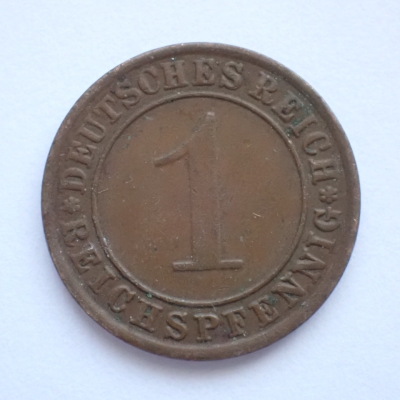 *DEUTSCHES REICH*
1
REICHSPFENNIG